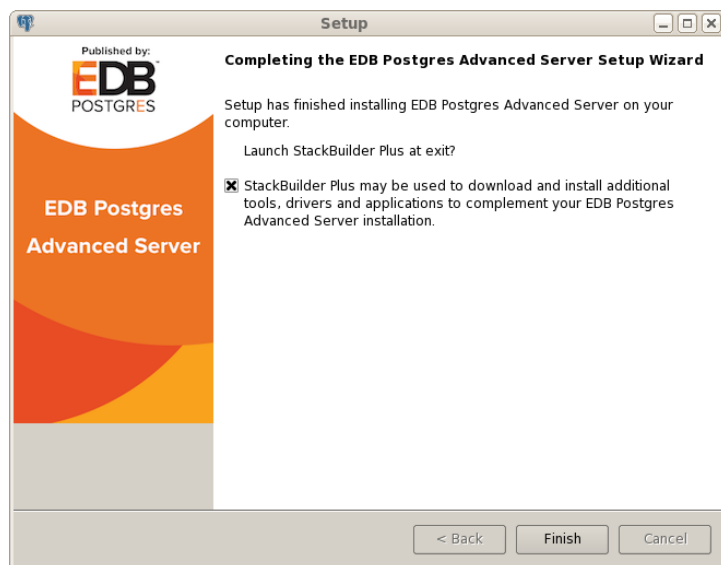 Setup
Published by:
EDB
POSTGRES
EDB Postgres
Advanced Server
Completing the EDB Postgres Advanced Server Setup Wizard
Setup has finished installing EDB Postgres Advanced Server on your
computer.
Launch StackBuilder Plus at exit?
StackBuilder Plus may be used to download and install additional
tools, drivers and applications to complement your EDB Postgres
Advanced Server installation.
< Back
Finish
Cancel